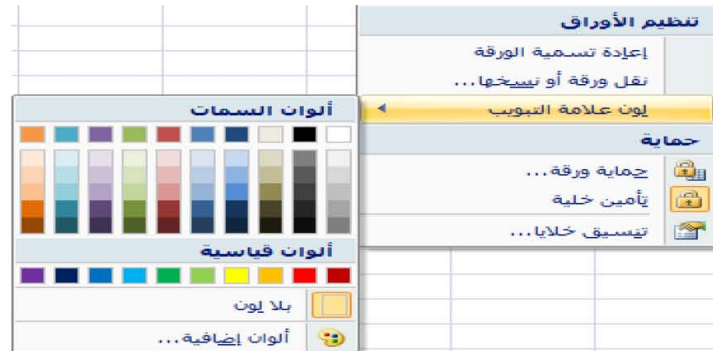 تنظيم الأوراق
إعادة تسمية الورقة
نقل ورقة أو نسخها...
لون علامة التبويب
حماية
حماية ورقة...
تأمين خلية
تنسيق خلايا...
ألوان السمات
ألوان قياسية
بلا لون
ألوان إضافية...